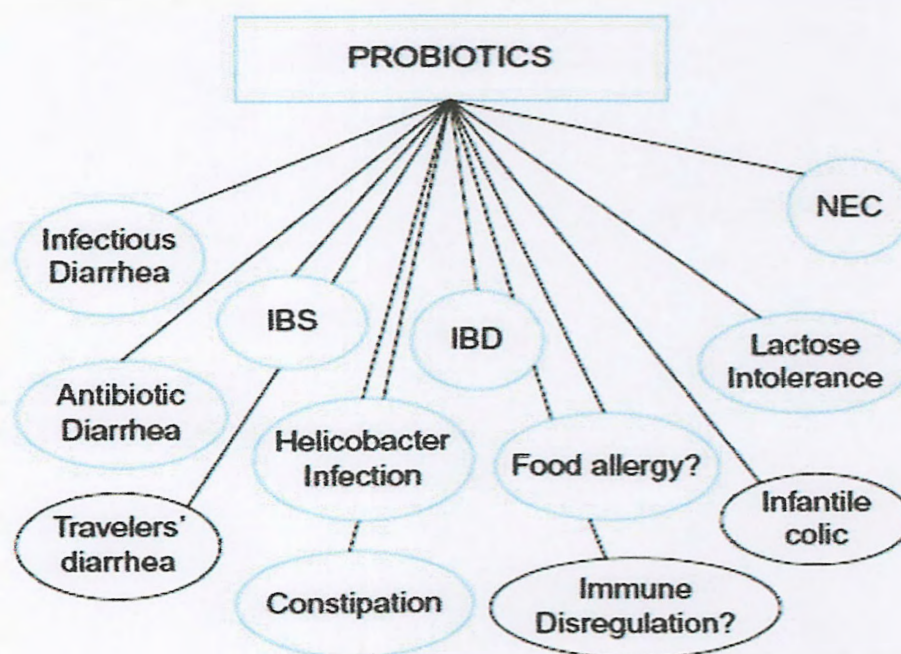 PROBIOTICS
NEC
Infectious
Diarrhea
IBS
IBD
Lactose
Intolerance
Antibiotic
Diarrhea
Helicobacter
Infection
Food allergy?
Infantile
colic
Travelers'
diarrhea
Constipation
Immune
Disregulation?